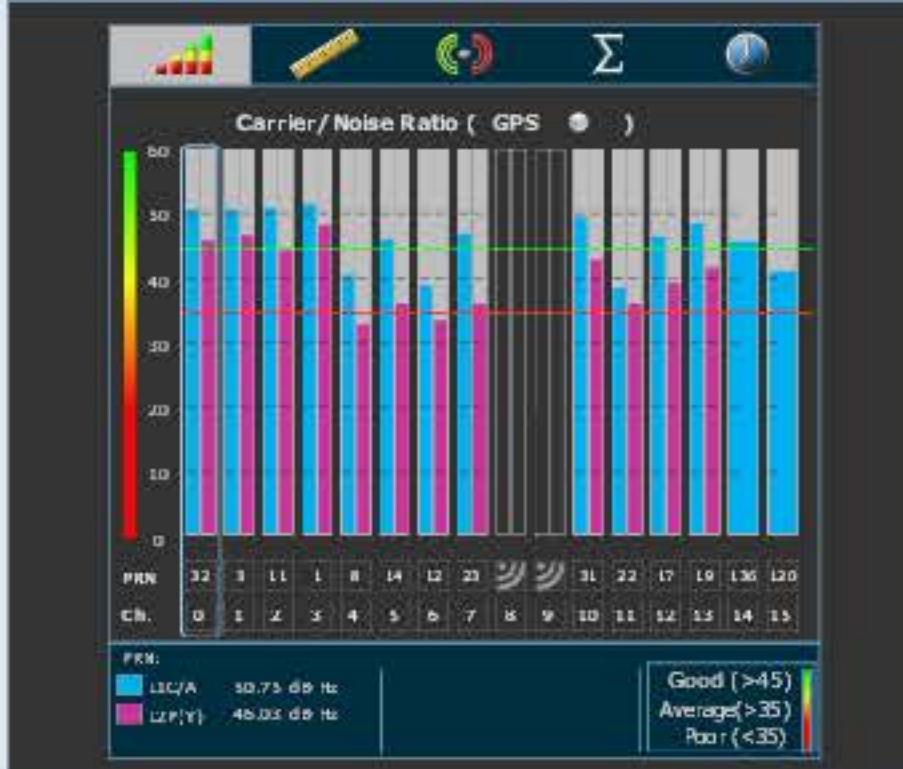 Carrier/Noise Ratio ( GPS )
60
50
40
30
20
10
0
PRN 32 3 11 1 8 14 12 23 31 22 17 19 136 120
Ch. 0 1 2 3 4 5 6 7 8 9 10 11 12 13 14 15
PRN:
L1C/A 50.75 dB Hz
L2P(Y) 46.03 dB Hz
Good (>45)
Average(>35)
Poor (<35)